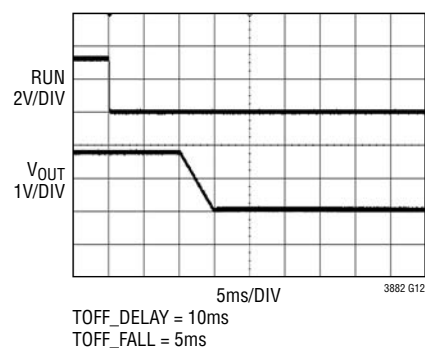 RUN
2V/DIV
VOUT
1V/DIV
5ms/DIV
3882 G12
TOFF_DELAY = 10ms
TOFF_FALL = 5ms